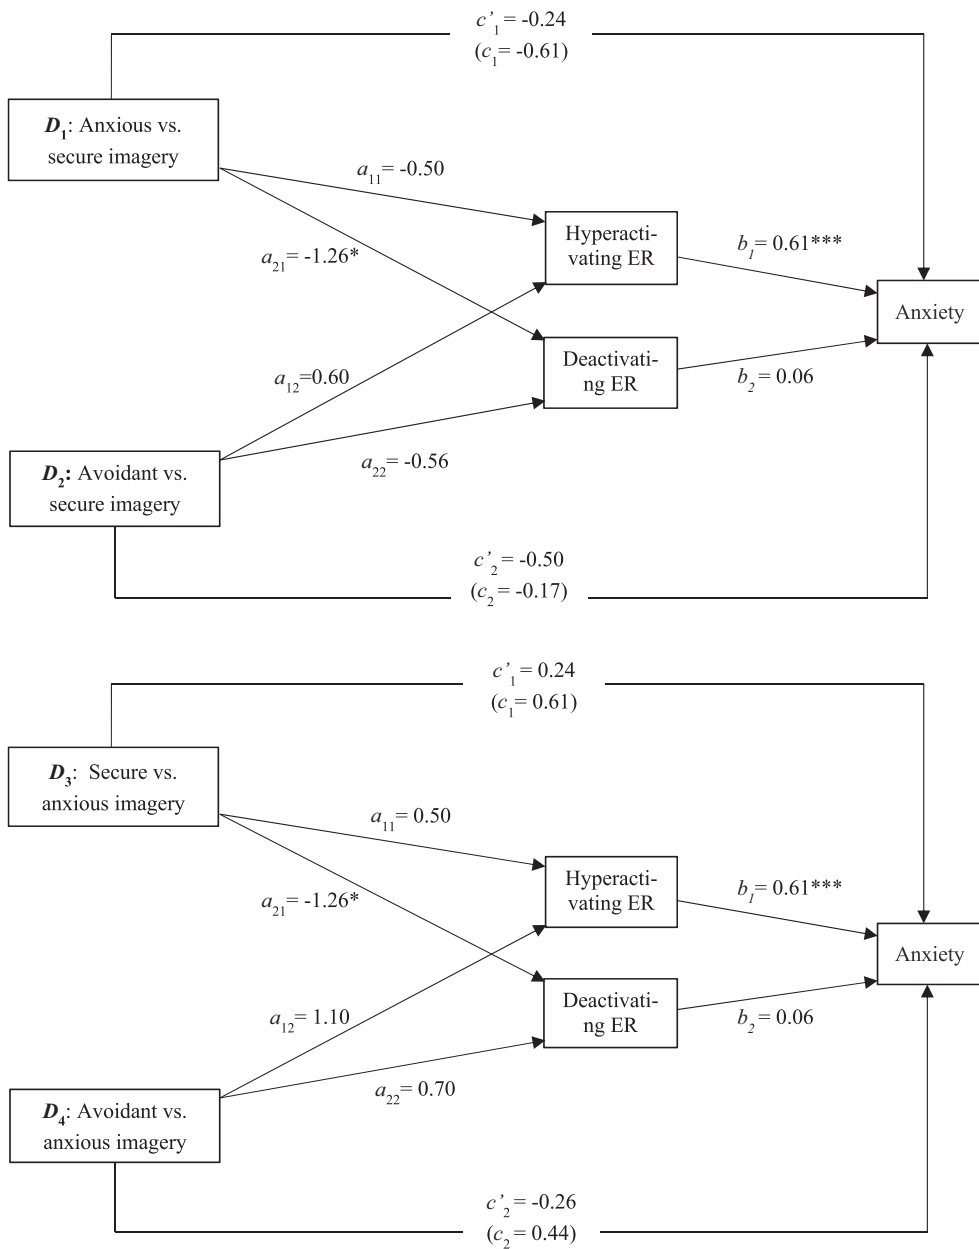 c’1 = -0.24
(c1= -0.61)
D1: Anxious vs.
secure imagery
a11= -0.50
Hyperacti-
vating ER
b1= 0.61***
a21= -1.26*
Anxiety
Deactivati-
ng ER
a12=0.60
b2= 0.06
a22= -0.56
D2: Avoidant vs.
secure imagery
c’2 = -0.50
(c2 = -0.17)
c’1 = 0.24
(c1= 0.61)
D3: Secure vs.
anxious imagery
a11= 0.50
Hyperacti-
vating ER
b1= 0.61***
a21= -1.26*
Anxiety
Deactivati-
ng ER
a12= 1.10
b2= 0.06
a22= 0.70
D4: Avoidant vs.
anxious imagery
c’2 = -0.26
(c2 = 0.44)